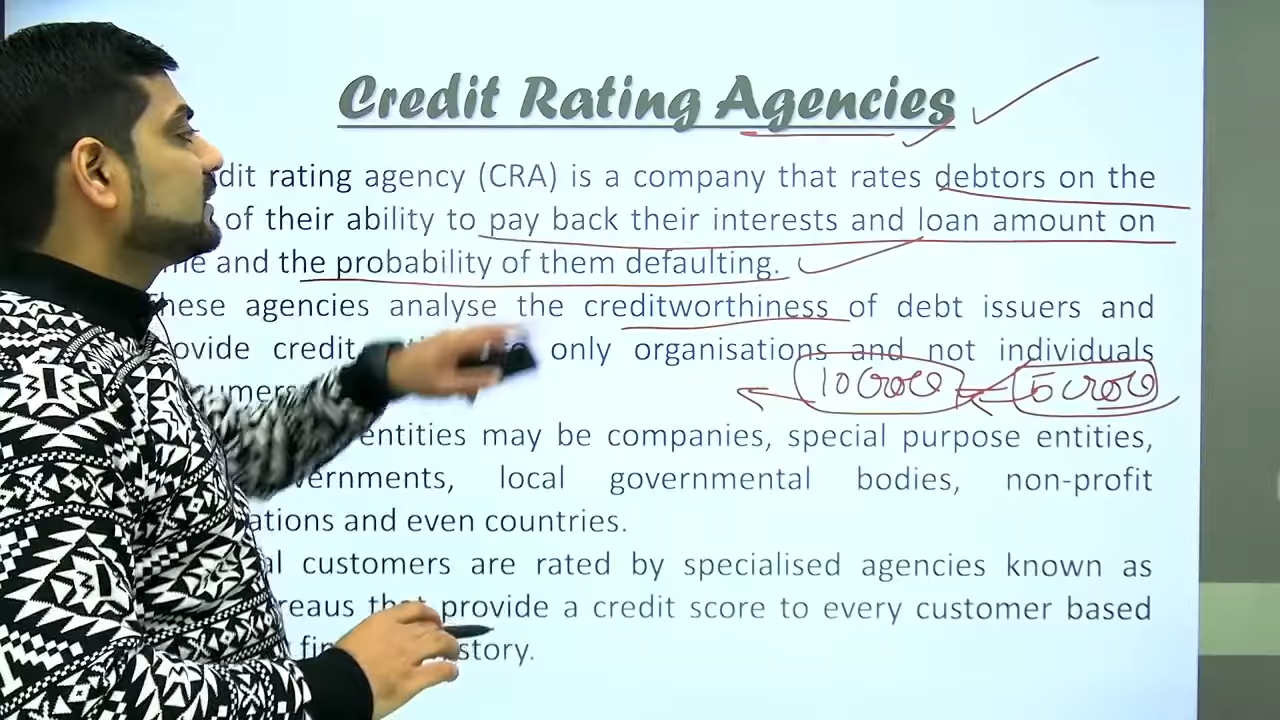 Credit Rating Agencies
dit rating agency (CRA) is a company that rates debtors on the
of their ability to pay back their interests and loan amount on
me and the probability of them defaulting.
These agencies analyse the creditworthiness of debt issuers and
ovide credit only organisations and not individuals
umers
10 crore 5 crore
entities may be companies, special purpose entities,
vernments, local governmental bodies, non-profit
ations and even countries.
al customers are rated by specialised agencies known as
reaus that provide a credit score to every customer based
fin story.